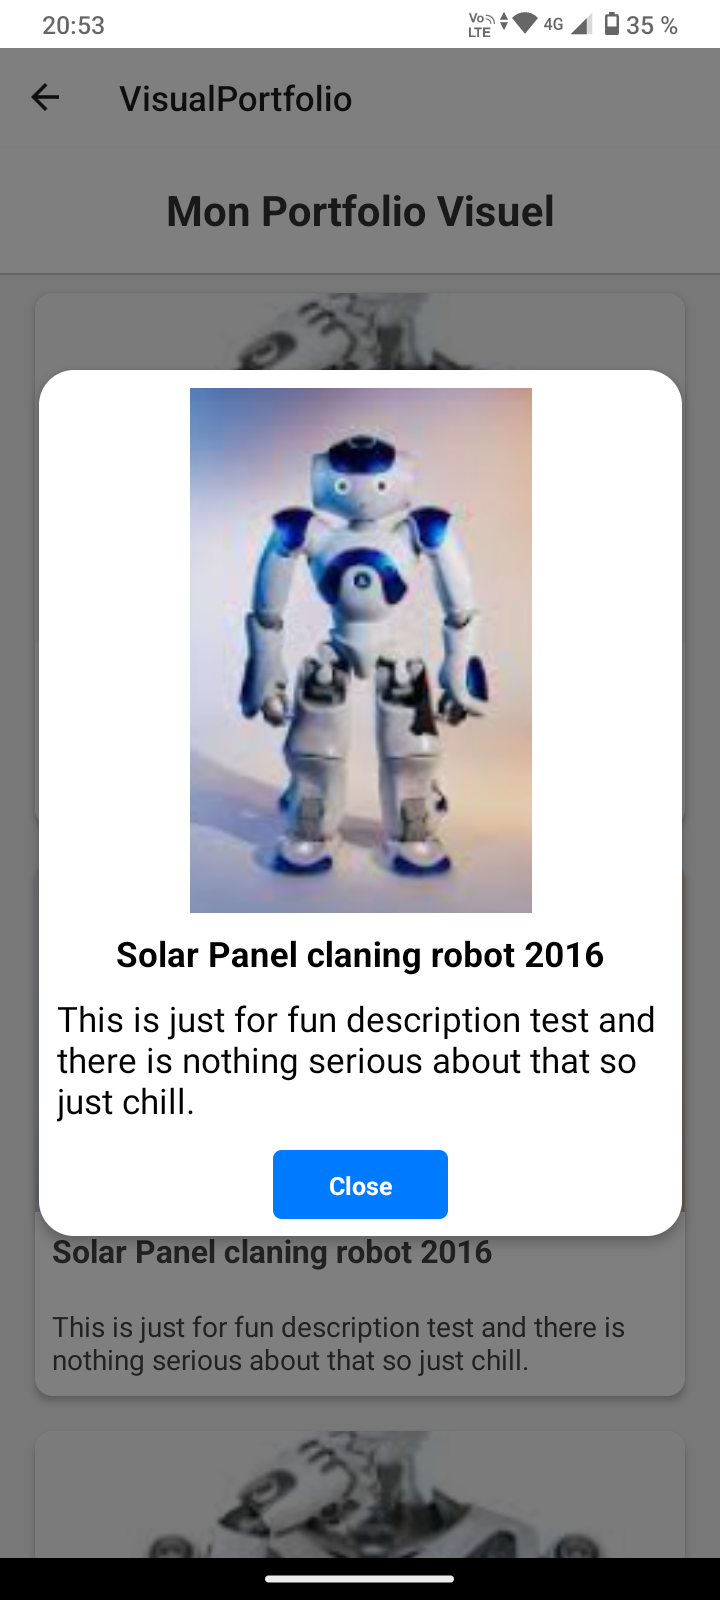 20:53
Vo
LTE
4G
35 %
VisualPortfolio
Mon Portfolio Visuel
Solar Panel claning robot 2016
This is just for fun description test and
there is nothing serious about that so
just chill.
Close
Solar Panel claning robot 2016
This is just for fun description test and there is
nothing serious about that so just chill.